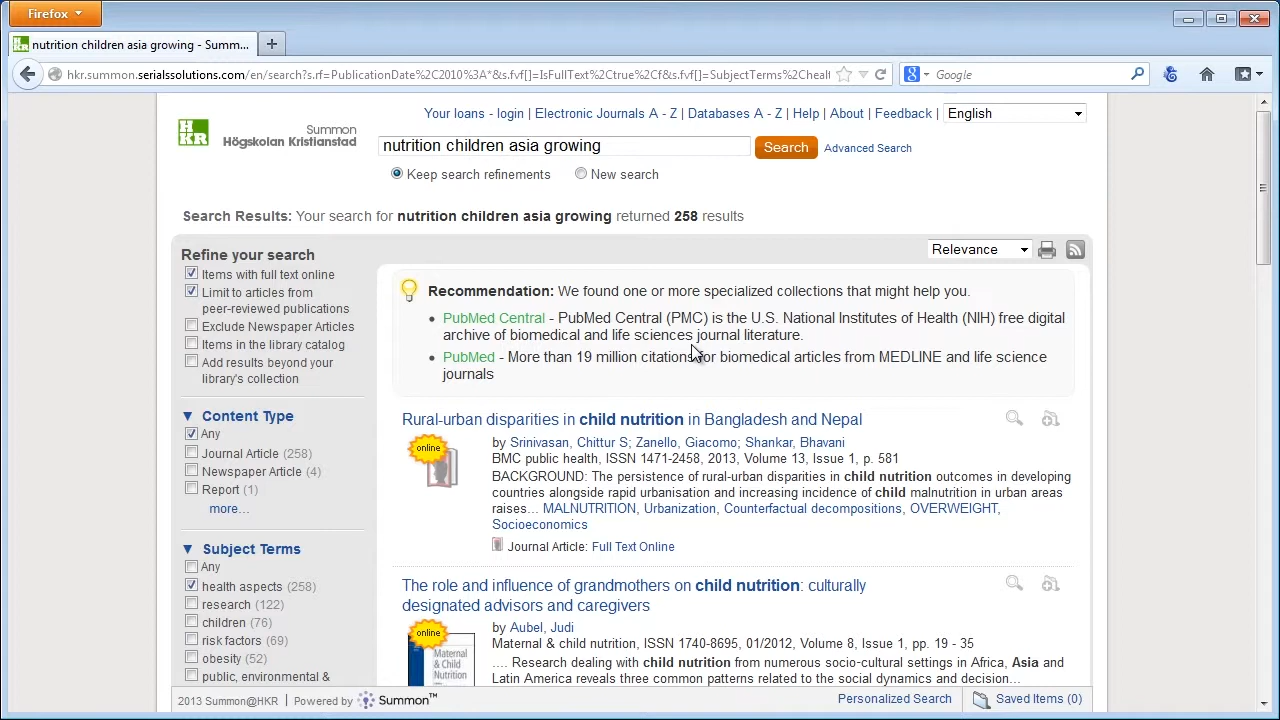 Firefox
nutrition children asia growing - Summ...
hkr.summon.serialssolutions.com/en/search?s.rf=PublicationDate%2C2010%3A*&s.fvf[]=IsFullText%2Ctrue%2Cf&s.fvf[]=SubjectTerms%2Cheall
Google
Your loans - login | Electronic Journals A - Z | Databases A - Z | Help | About | Feedback
English
HKR
Summon
Högskolan Kristianstad
nutrition children asia growing
Search
Advanced Search
Keep search refinements
New search
Search Results: Your search for nutrition children asia growing returned 258 results
Refine your search
Relevance
Items with full text online
Limit to articles from
peer-reviewed publications
Exclude Newspaper Articles
Items in the library catalog
Add results beyond your
library's collection
Content Type
Any
Journal Article (258)
Newspaper Article (4)
Report (1)
more...
Subject Terms
Any
health aspects (258)
research (122)
children (76)
risk factors (69)
obesity (52)
public, environmental &
Recommendation: We found one or more specialized collections that might help you.
• PubMed Central - PubMed Central (PMC) is the U.S. National Institutes of Health (NIH) free digital
archive of biomedical and life sciences journal literature.
• PubMed - More than 19 million citations for biomedical articles from MEDLINE and life science
journals
Rural-urban disparities in child nutrition in Bangladesh and Nepal
online
by Srinivasan, Chittur S; Zanello, Giacomo; Shankar, Bhavani
BMC public health, ISSN 1471-2458, 2013, Volume 13, Issue 1, p. 581
BACKGROUND: The persistence of rural-urban disparities in child nutrition outcomes in developing
countries alongside rapid urbanisation and increasing incidence of child malnutrition in urban areas
raises... MALNUTRITION, Urbanization, Counterfactual decompositions, OVERWEIGHT,
Socioeconomics
Journal Article: Full Text Online
The role and influence of grandmothers on child nutrition: culturally
designated advisors and caregivers
online
Maternal
& Child
Nutrition
by Aubel, Judi
Maternal & child nutrition, ISSN 1740-8695, 01/2012, Volume 8, Issue 1, pp. 19 - 35
.... Research dealing with child nutrition from numerous socio-cultural settings in Africa, Asia and
Latin America reveals three common patterns related to the social dynamics and decision...
2013 Summon@HKR | Powered by Summon™
Personalized Search
Saved Items (0)